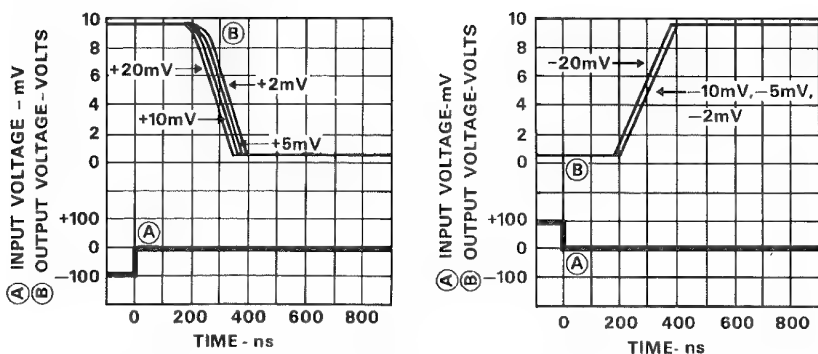 Ⓐ INPUT VOLTAGE – mV
Ⓑ OUTPUT VOLTAGE – VOLTS
10
8
6
4
2
0
+100
0
−100
Ⓑ
+20mV
+2mV
+10mV
+5mV
Ⓐ
0 200 400 600 800
TIME - ns
Ⓐ INPUT VOLTAGE-mV
Ⓑ OUTPUT VOLTAGE-VOLTS
10
8
6
4
2
0
+100
0
−100
−20mV
−10mV, −5mV,
−2mV
Ⓑ
Ⓐ
0 200 400 600 800
TIME - ns